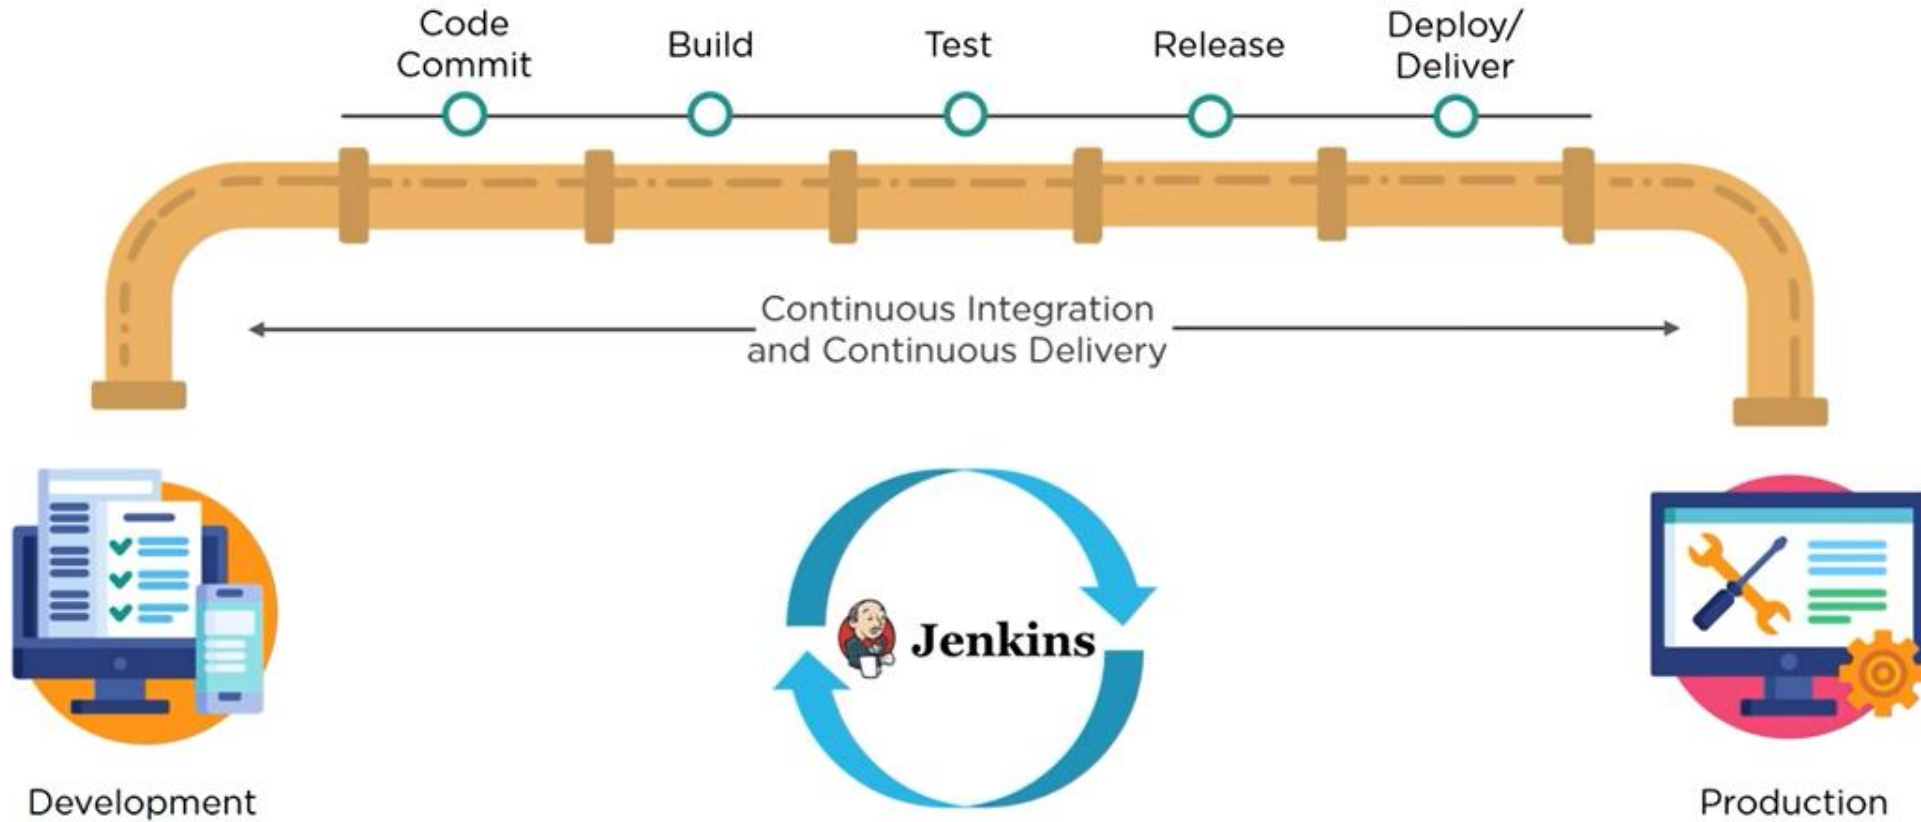 Code
Commit
Build
Test
Release
Deploy/
Deliver
Continuous Integration
and Continuous Delivery
Jenkins
Development
Production